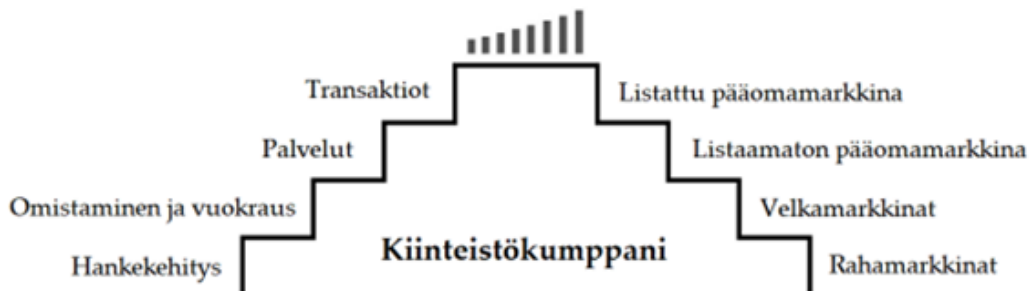 Transaktiot
Listattu pääomamarkkina
Palvelut
Listaamaton pääomamarkkina
Omistaminen ja vuokraus
Velkamarkkinat
Kiinteistökumppani
Hankekehitys
Rahamarkkinat